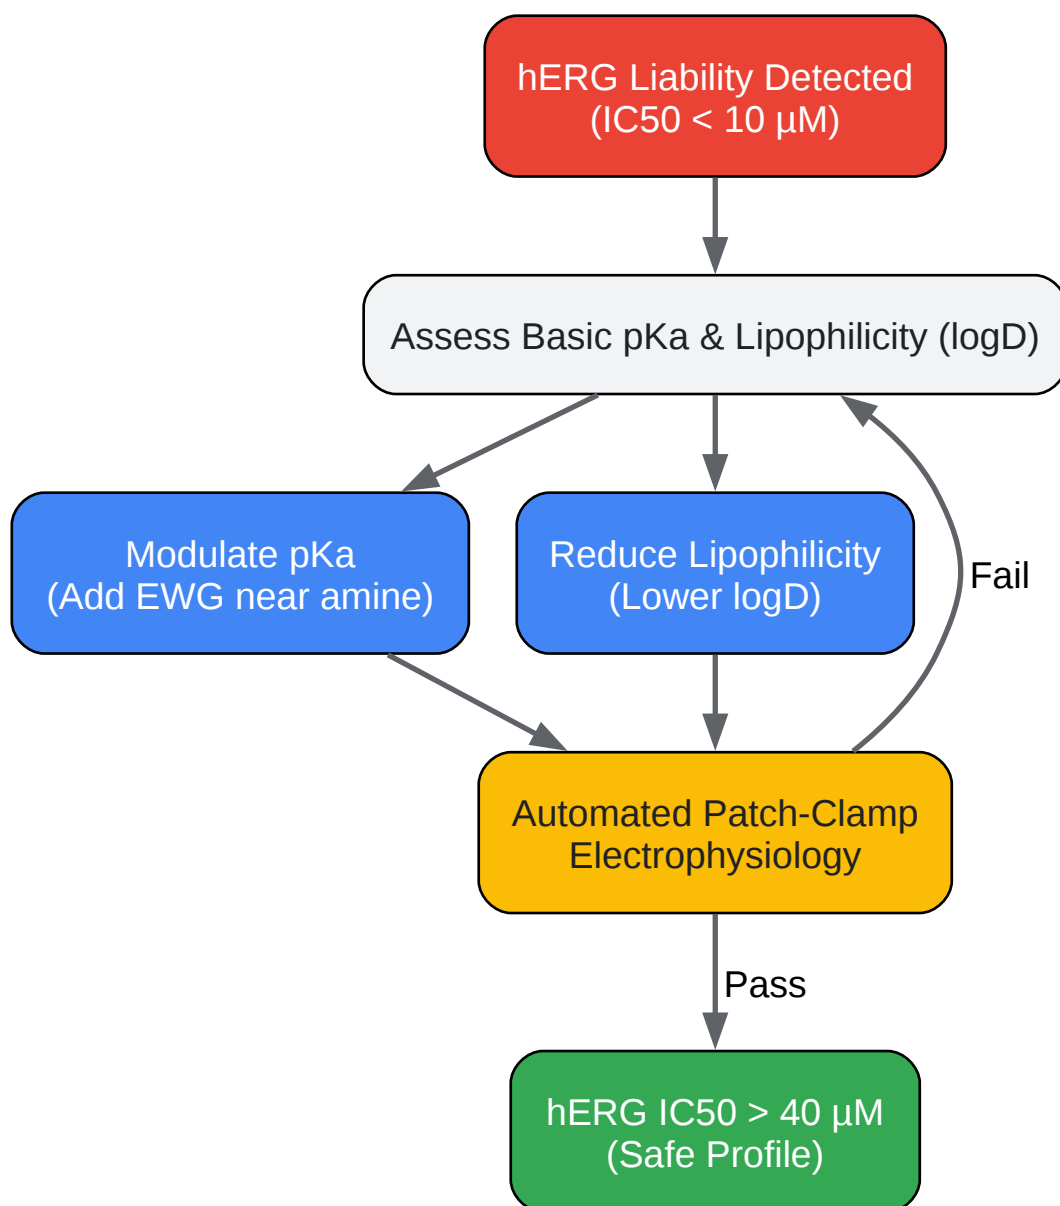 hERG Liability Detected
(IC50 < 10 µM)
Assess Basic pKa & Lipophilicity (logD)
Modulate pKa
(Add EWG near amine)
Reduce Lipophilicity
(Lower logD)
Fail
Automated Patch-Clamp
Electrophysiology
Pass
hERG IC50 > 40 µM
(Safe Profile)